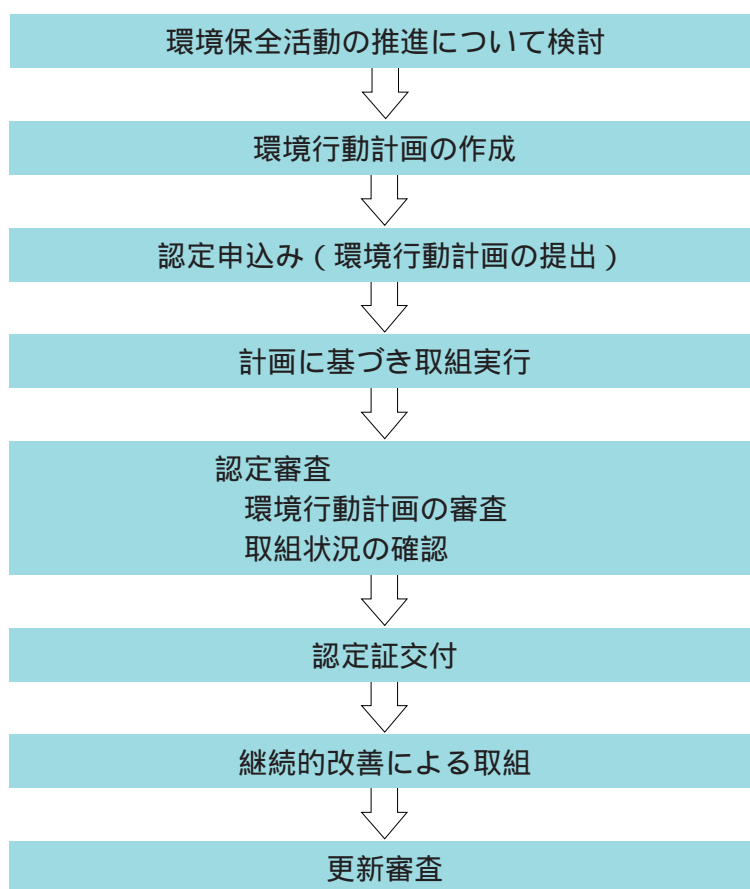 環境保全活動の推進について検討
環境行動計画の作成
認定申込み（環境行動計画の提出）
計画に基づき取組実行
認定審査
環境行動計画の審査
取組状況の確認
認定証交付
継続的改善による取組
更新審査